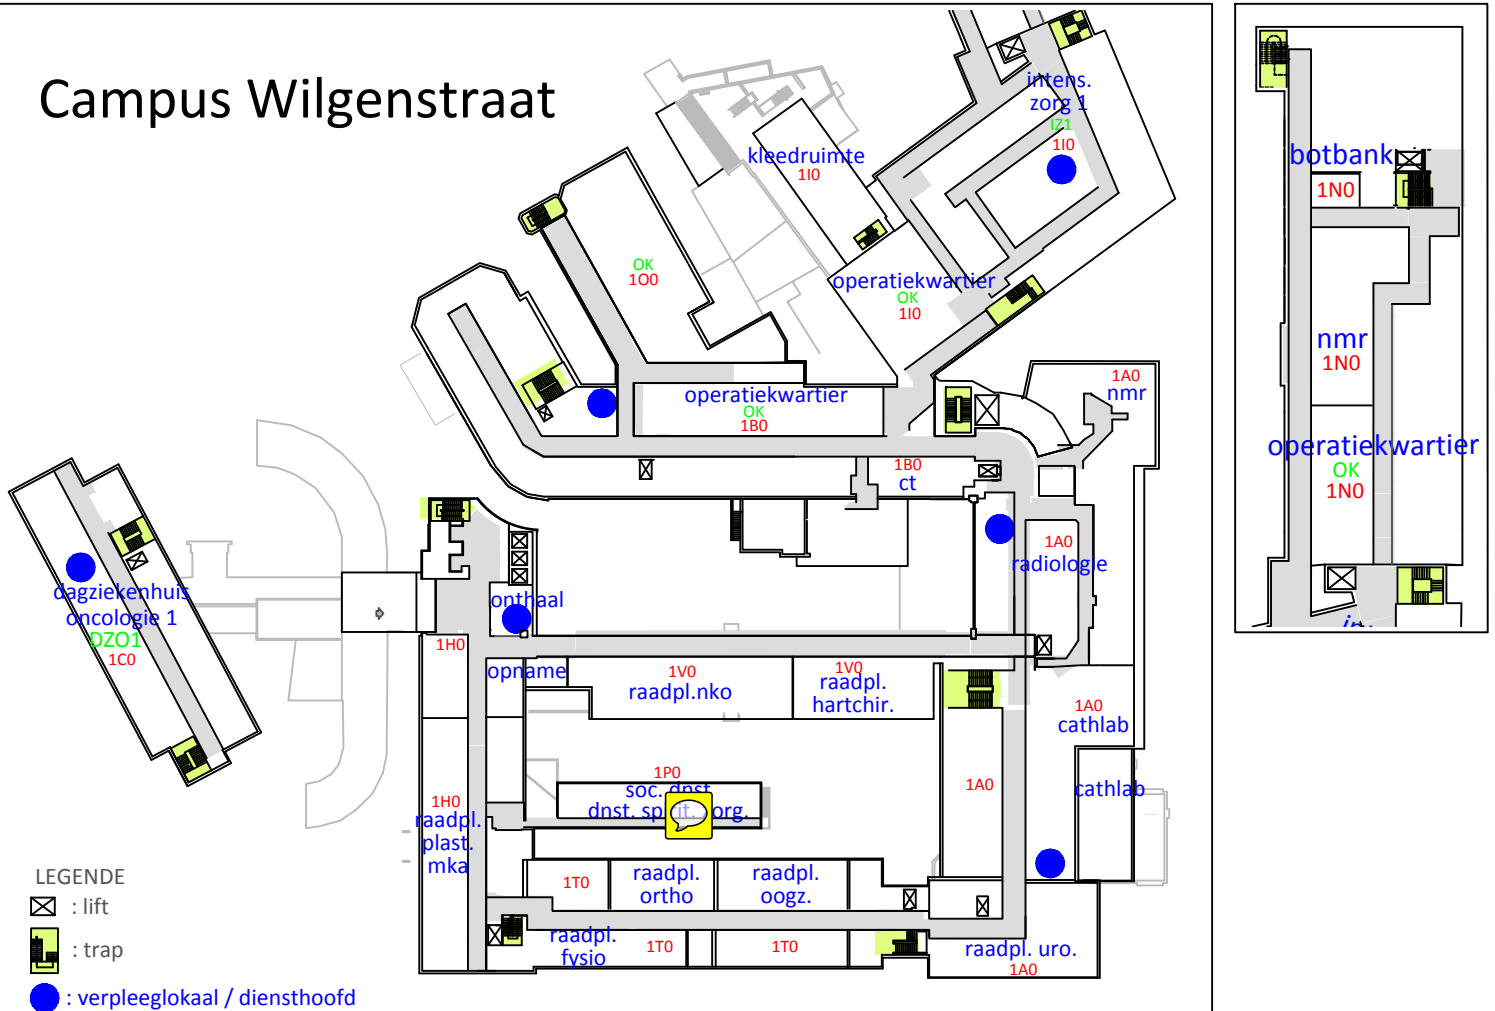 Campus Wilgenstraat
intens.
zorg 1
IZ1
1I0
kleedruimte
1I0
OK
1O0
operatiekwartier
OK
1I0
operatiekwartier
OK
1B0
1A0
nmr
1B0
ct
1A0
radiologie
dagziekenhuis
oncologie 1
DZO1
1C0
onthaal
1H0
opname
1V0
raadpl.nko
1V0
raadpl.
hartchir.
1A0
cathlab
cathlab
1A0
1P0
soc. dnst
dnst. zorg.
1H0
raadpl.
plast.
mka
1T0
raadpl.
ortho
raadpl.
oogz.
raadpl.
fysio
1T0
1T0
raadpl. uro.
1A0
LEGENDE
: lift
: trap
: verpleeglokaal / diensthoofd
botbank
1N0
nmr
1N0
operatiekwartier
OK
1N0